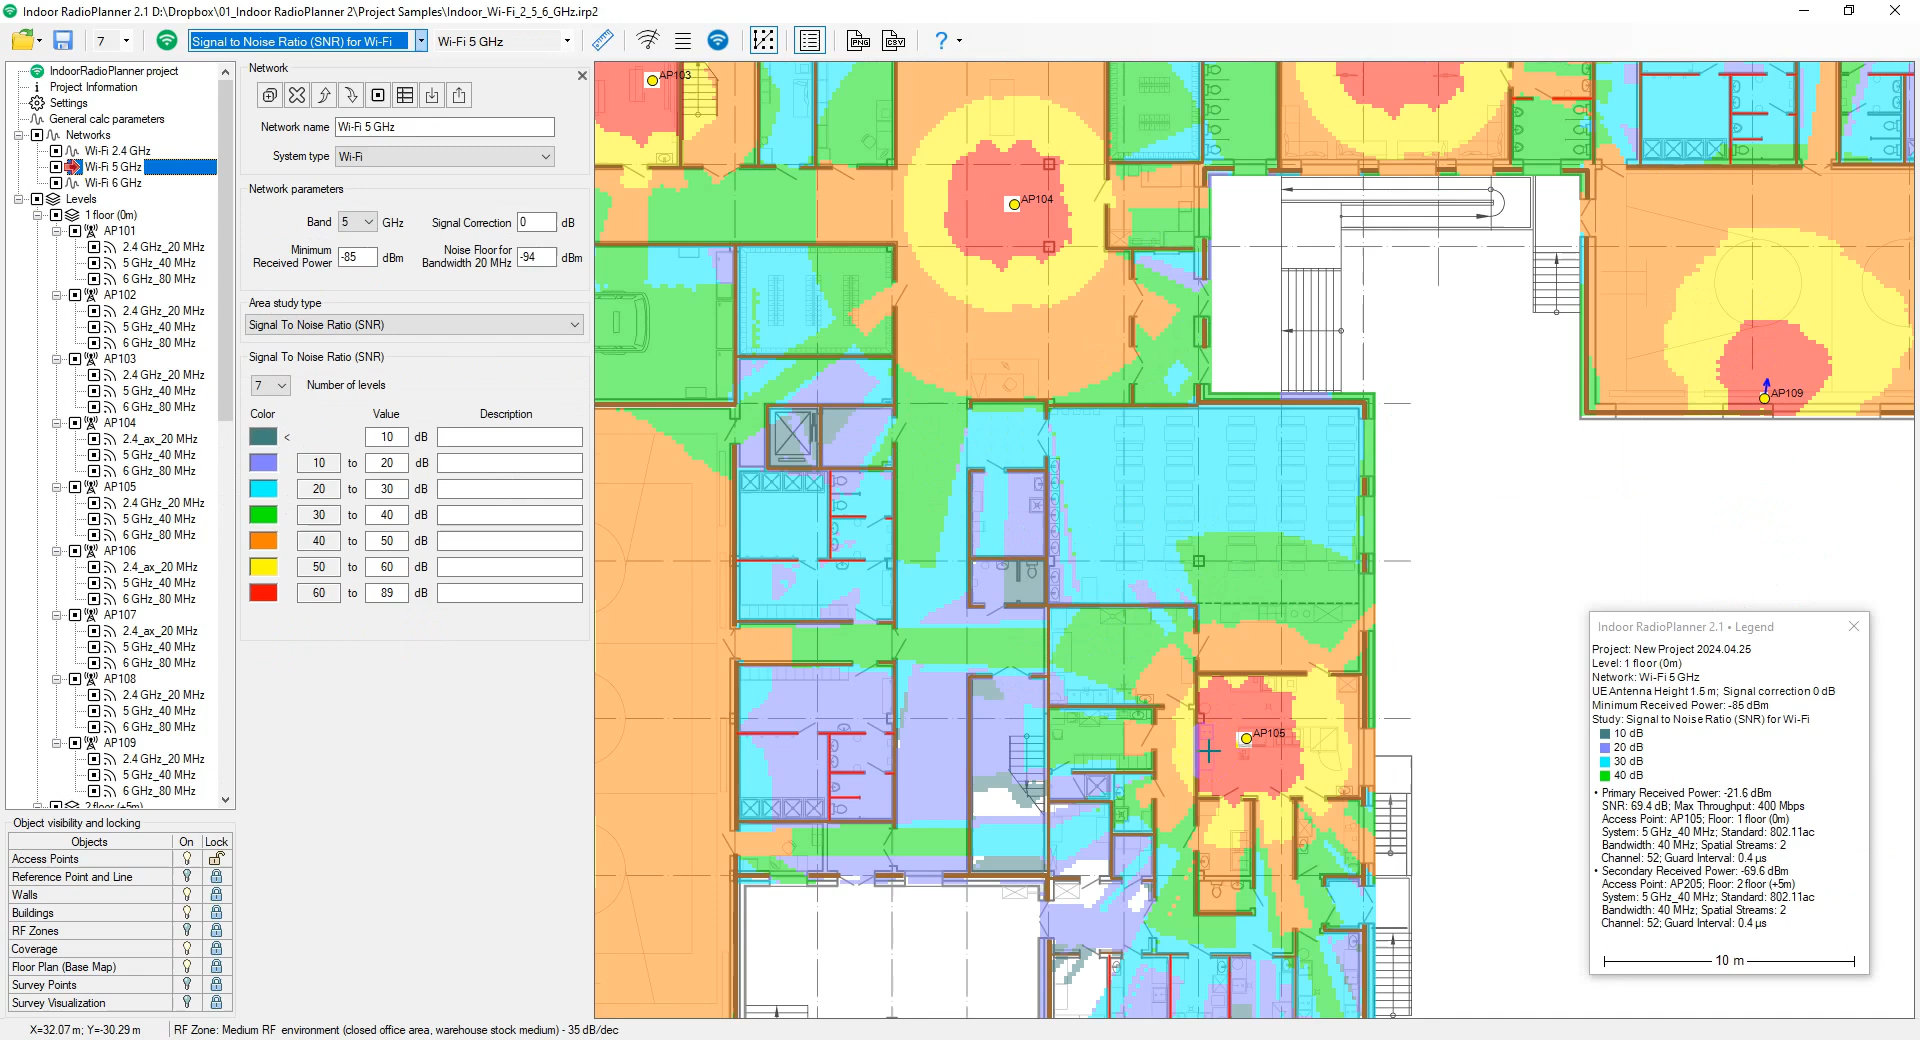 Indoor RadioPlanner 2.1 D:\Dropbox\01_Indoor RadioPlanner 2\Project Samples\Indoor_Wi-Fi_2_5_6_GHz.irp2
7
Signal to Noise Ratio (SNR) for Wi-Fi
Wi-Fi 5 GHz
PNG
CSV
?
IndoorRadioPlanner project
Project Information
Settings
General calc parameters
Networks
Wi-Fi 2.4 GHz
Wi-Fi 5 GHz
Wi-Fi 6 GHz
Levels
1 floor (0m)
AP101
2.4 GHz_20 MHz
5 GHz_40 MHz
6 GHz_80 MHz
AP102
2.4 GHz_20 MHz
5 GHz_40 MHz
6 GHz_80 MHz
AP103
2.4 GHz_20 MHz
5 GHz_40 MHz
6 GHz_80 MHz
AP104
2.4_ax_20 MHz
5 GHz_40 MHz
6 GHz_80 MHz
AP105
2.4 GHz_20 MHz
5 GHz_40 MHz
6 GHz_80 MHz
AP106
2.4_ax_20 MHz
5 GHz_40 MHz
6 GHz_80 MHz
AP107
2.4_ax_20 MHz
5 GHz_40 MHz
6 GHz_80 MHz
AP108
2.4 GHz_20 MHz
5 GHz_40 MHz
6 GHz_80 MHz
AP109
2.4 GHz_20 MHz
5 GHz_40 MHz
6 GHz_80 MHz
2 floor (+5m)
Object visibility and locking
Objects On Lock
Access Points
Reference Point and Line
Walls
Buildings
RF Zones
Coverage
Floor Plan (Base Map)
Survey Points
Survey Visualization
Network
Network name Wi-Fi 5 GHz
System type Wi-Fi
Network parameters
Band 5 GHz Signal Correction 0 dB
Minimum Received Power -85 dBm Noise Floor for Bandwidth 20 MHz -94 dBm
Area study type
Signal To Noise Ratio (SNR)
Signal To Noise Ratio (SNR)
7 Number of levels
Color Value Description
< 10 dB
10 to 20 dB
20 to 30 dB
30 to 40 dB
40 to 50 dB
50 to 60 dB
60 to 89 dB
AP103
AP104
AP109
AP105
Indoor RadioPlanner 2.1 • Legend
Project: New Project 2024.04.25
Level: 1 floor (0m)
Network: Wi-Fi 5 GHz
UE Antenna Height 1.5 m; Signal correction 0 dB
Minimum Received Power: -85 dBm
Study: Signal to Noise Ratio (SNR) for Wi-Fi
10 dB
20 dB
30 dB
40 dB
• Primary Received Power: -21.6 dBm
SNR: 69.4 dB; Max Throughput: 400 Mbps
Access Point: AP105; Floor: 1 floor (0m)
System: 5 GHz_40 MHz; Standard: 802.11ac
Bandwidth: 40 MHz; Spatial Streams: 2
Channel: 52; Guard Interval: 0.4 µs
• Secondary Received Power: -69.6 dBm
Access Point: AP205; Floor: 2 floor (+5m)
System: 5 GHz_40 MHz; Standard: 802.11ac
Bandwidth: 40 MHz; Spatial Streams: 2
Channel: 52; Guard Interval: 0.4 µs
10 m
X=32.07 m; Y=-30.29 m
RF Zone: Medium RF environment (closed office area, warehouse stock medium) - 35 dB/dec